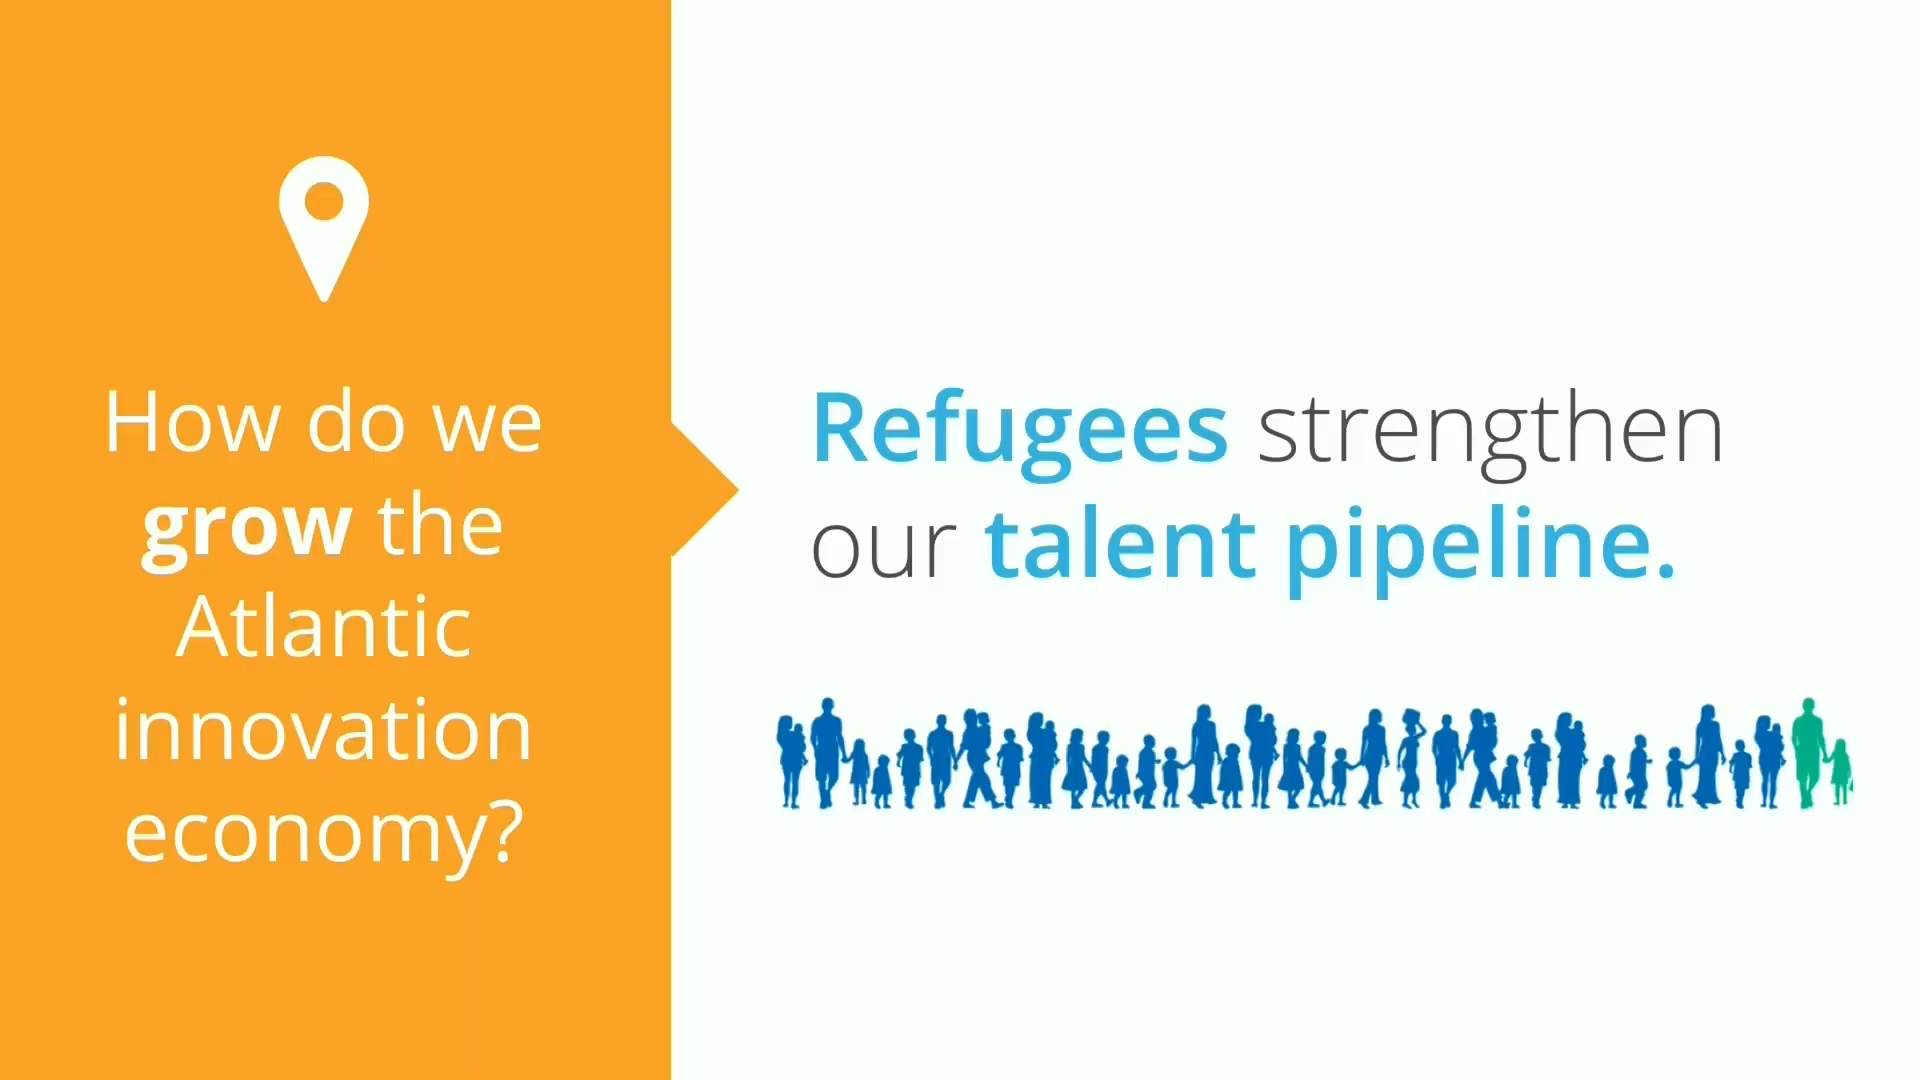 How do we
grow the
Atlantic
innovation
economy?
Refugees strengthen
our talent pipeline.